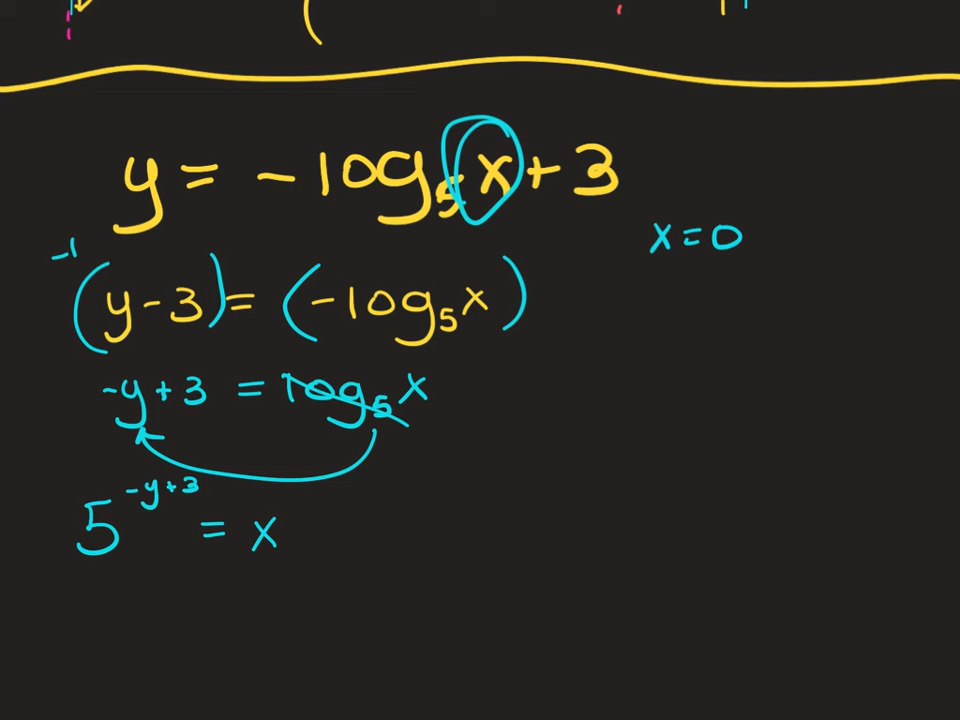 y = -log₅x + 3
x = 0
-1(y - 3) = (-log₅x)
-y + 3 = log₅x
5^(-y+3) = x